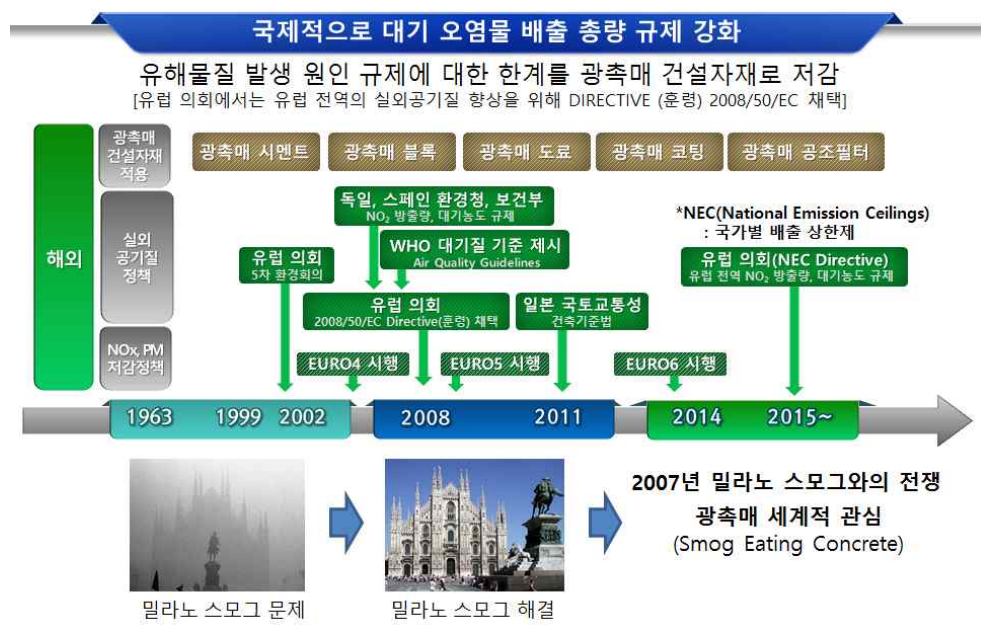 국제적으로 대기 오염물 배출 총량 규제 강화
유해물질 발생 원인 규제에 대한 한계를 광촉매 건설자재로 저감
[유럽 의회에서는 유럽 전역의 실외공기질 향상을 위해 DIRECTIVE (훈령) 2008/50/EC 채택]
해외
광촉매
건설자재
적용
광촉매 시멘트
광촉매 블록
광촉매 도료
광촉매 코팅
광촉매 공조필터
실외
공기질
정책
독일, 스페인 환경청, 보건부
NO₂ 방출량, 대기농도 규제
*NEC(National Emission Ceilings)
: 국가별 배출 상한제
유럽 의회
5차 환경회의
WHO 대기질 기준 제시
Air Quality Guidelines
유럽 의회(NEC Directive)
유럽 전역 NO₂ 방출량, 대기농도 규제
유럽 의회
2008/50/EC Directive(훈령) 채택
일본 국토교통성
건축기준법
NOx, PM
저감정책
EURO4 시행
EURO5 시행
EURO6 시행
1963
1999
2002
2008
2011
2014
2015~
밀라노 스모그 문제
밀라노 스모그 해결
2007년 밀라노 스모그와의 전쟁
광촉매 세계적 관심
(Smog Eating Concrete)